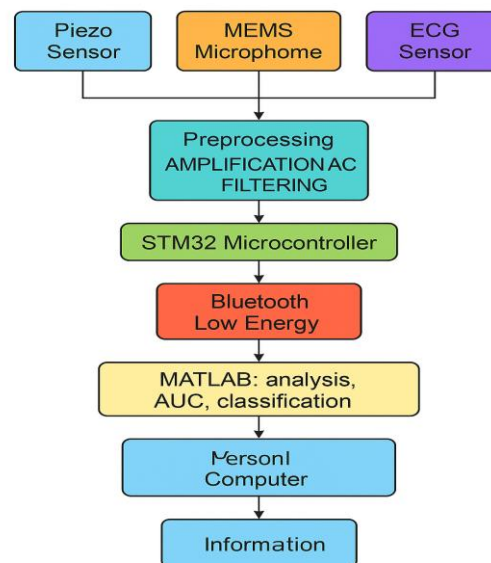 Piezo
Sensor
MEMS
Microphome
ECG
Sensor
Preprocessing
AMPLIFICATION AC
FILTERING
STM32 Microcontroller
Bluetooth
Low Energy
MATLAB: analysis,
AUC, classification
Computer
Information